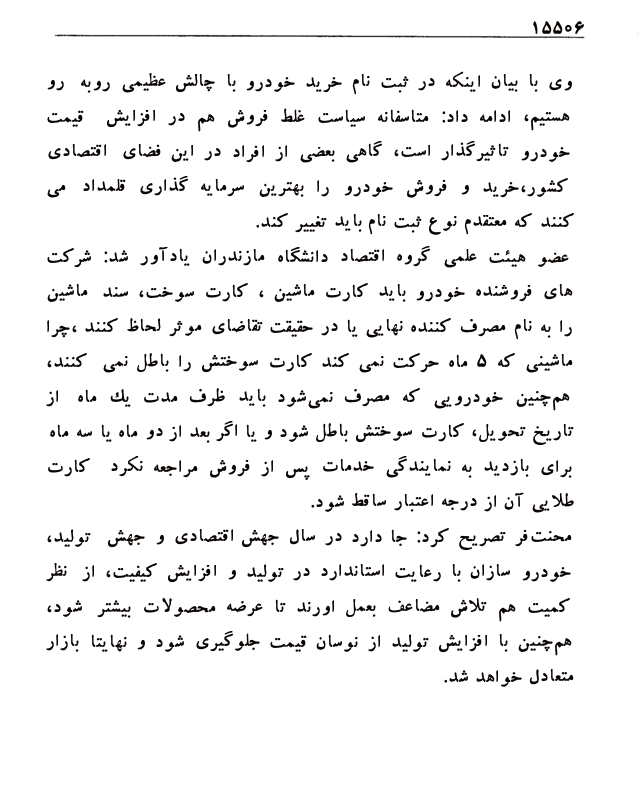 ۱۵۵۰۶
وی با بیان اینکه در ثبت نام خرید خودرو با چالش عظیمی روبه رو
هستیم، ادامه داد: متاسفانه سیاست غلط فروش هم در افزایش قیمت
خودرو تاثیرگذار است، گاهی بعضی از افراد در این فضای اقتصادی
کشور،خرید و فروش خودرو را بهترین سرمایه گذاری قلمداد می
کنند که معتقدم نوع ثبت نام باید تغییر کند.
عضو هیئت علمی گروه اقتصاد دانشگاه مازندران یادآور شد: شرکت
های فروشنده خودرو باید کارت ماشین ، کارت سوخت، سند ماشین
را به نام مصرف کننده نهایی یا در حقیقت تقاضای موثر لحاظ کنند ،چرا
ماشینی که ۵ ماه حرکت نمی کند کارت سوختش را باطل نمی کنند،
هم‌چنین خودرویی که مصرف نمی‌شود باید ظرف مدت یك ماه از
تاریخ تحویل، کارت سوختش باطل شود و یا اگر بعد از دو ماه یا سه ماه
برای بازدید به نمایندگی خدمات پس از فروش مراجعه نکرد کارت
طلایی آن از درجه اعتبار ساقط شود.
محنت‌فر تصریح کرد: جا دارد در سال جهش اقتصادی و جهش تولید،
خودرو سازان با رعایت استاندارد در تولید و افزایش کیفیت، از نظر
کمیت هم تلاش مضاعف بعمل اورند تا عرضه محصولات بیشتر شود،
هم‌چنین با افزایش تولید از نوسان قیمت جلوگیری شود و نهایتا بازار
متعادل خواهد شد.